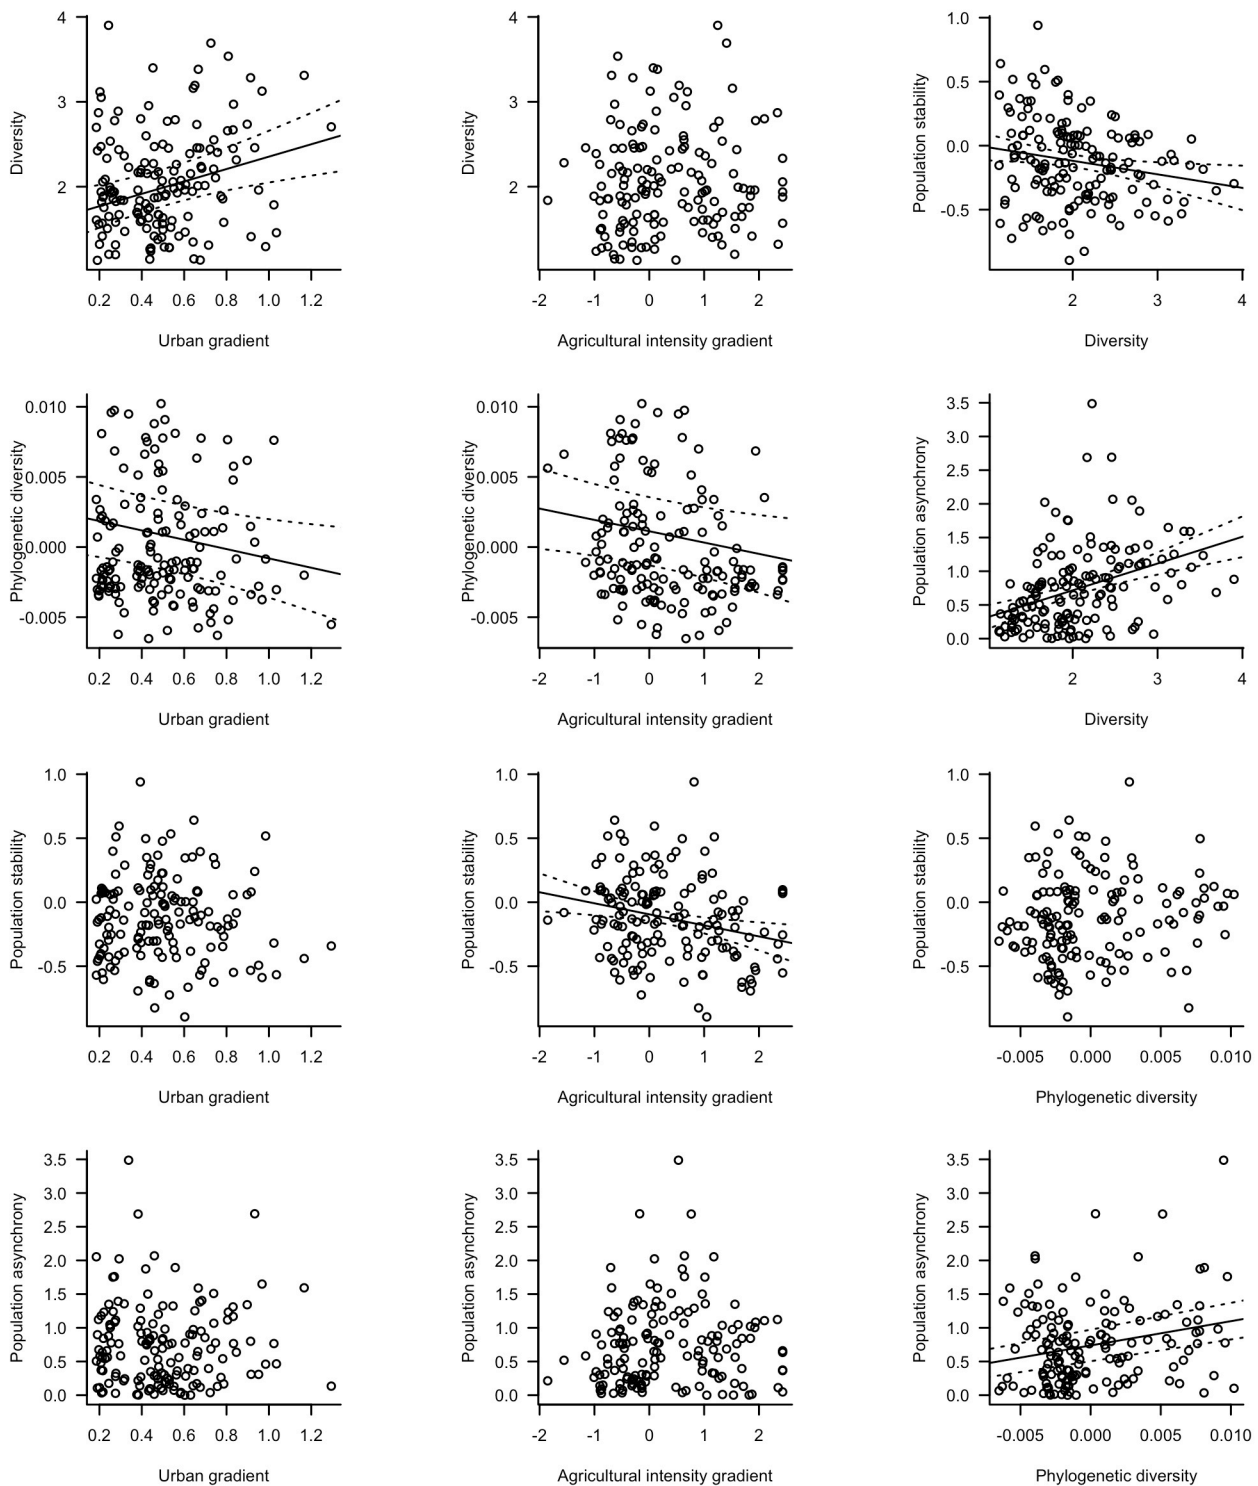 4
3
2
Diversity
0.2 0.4 0.6 0.8 1.0 1.2
Urban gradient
4
3
2
Diversity
-2 -1 0 1 2
Agricultural intensity gradient
1.0
0.5
0.0
-0.5
Population stability
2 3 4
Diversity
0.010
0.005
0.000
-0.005
Phylogenetic diversity
0.2 0.4 0.6 0.8 1.0 1.2
Urban gradient
0.010
0.005
0.000
-0.005
Phylogenetic diversity
-2 -1 0 1 2
Agricultural intensity gradient
3.5
3.0
2.5
2.0
1.5
1.0
0.5
0.0
Population asynchrony
2 3 4
Diversity
1.0
0.5
0.0
-0.5
Population stability
0.2 0.4 0.6 0.8 1.0 1.2
Urban gradient
1.0
0.5
0.0
-0.5
Population stability
-2 -1 0 1 2
Agricultural intensity gradient
1.0
0.5
0.0
-0.5
Population stability
-0.005 0.000 0.005 0.010
Phylogenetic diversity
3.5
3.0
2.5
2.0
1.5
1.0
0.5
0.0
Population asynchrony
0.2 0.4 0.6 0.8 1.0 1.2
Urban gradient
3.5
3.0
2.5
2.0
1.5
1.0
0.5
0.0
Population asynchrony
-2 -1 0 1 2
Agricultural intensity gradient
3.5
3.0
2.5
2.0
1.5
1.0
0.5
0.0
Population asynchrony
-0.005 0.000 0.005 0.010
Phylogenetic diversity